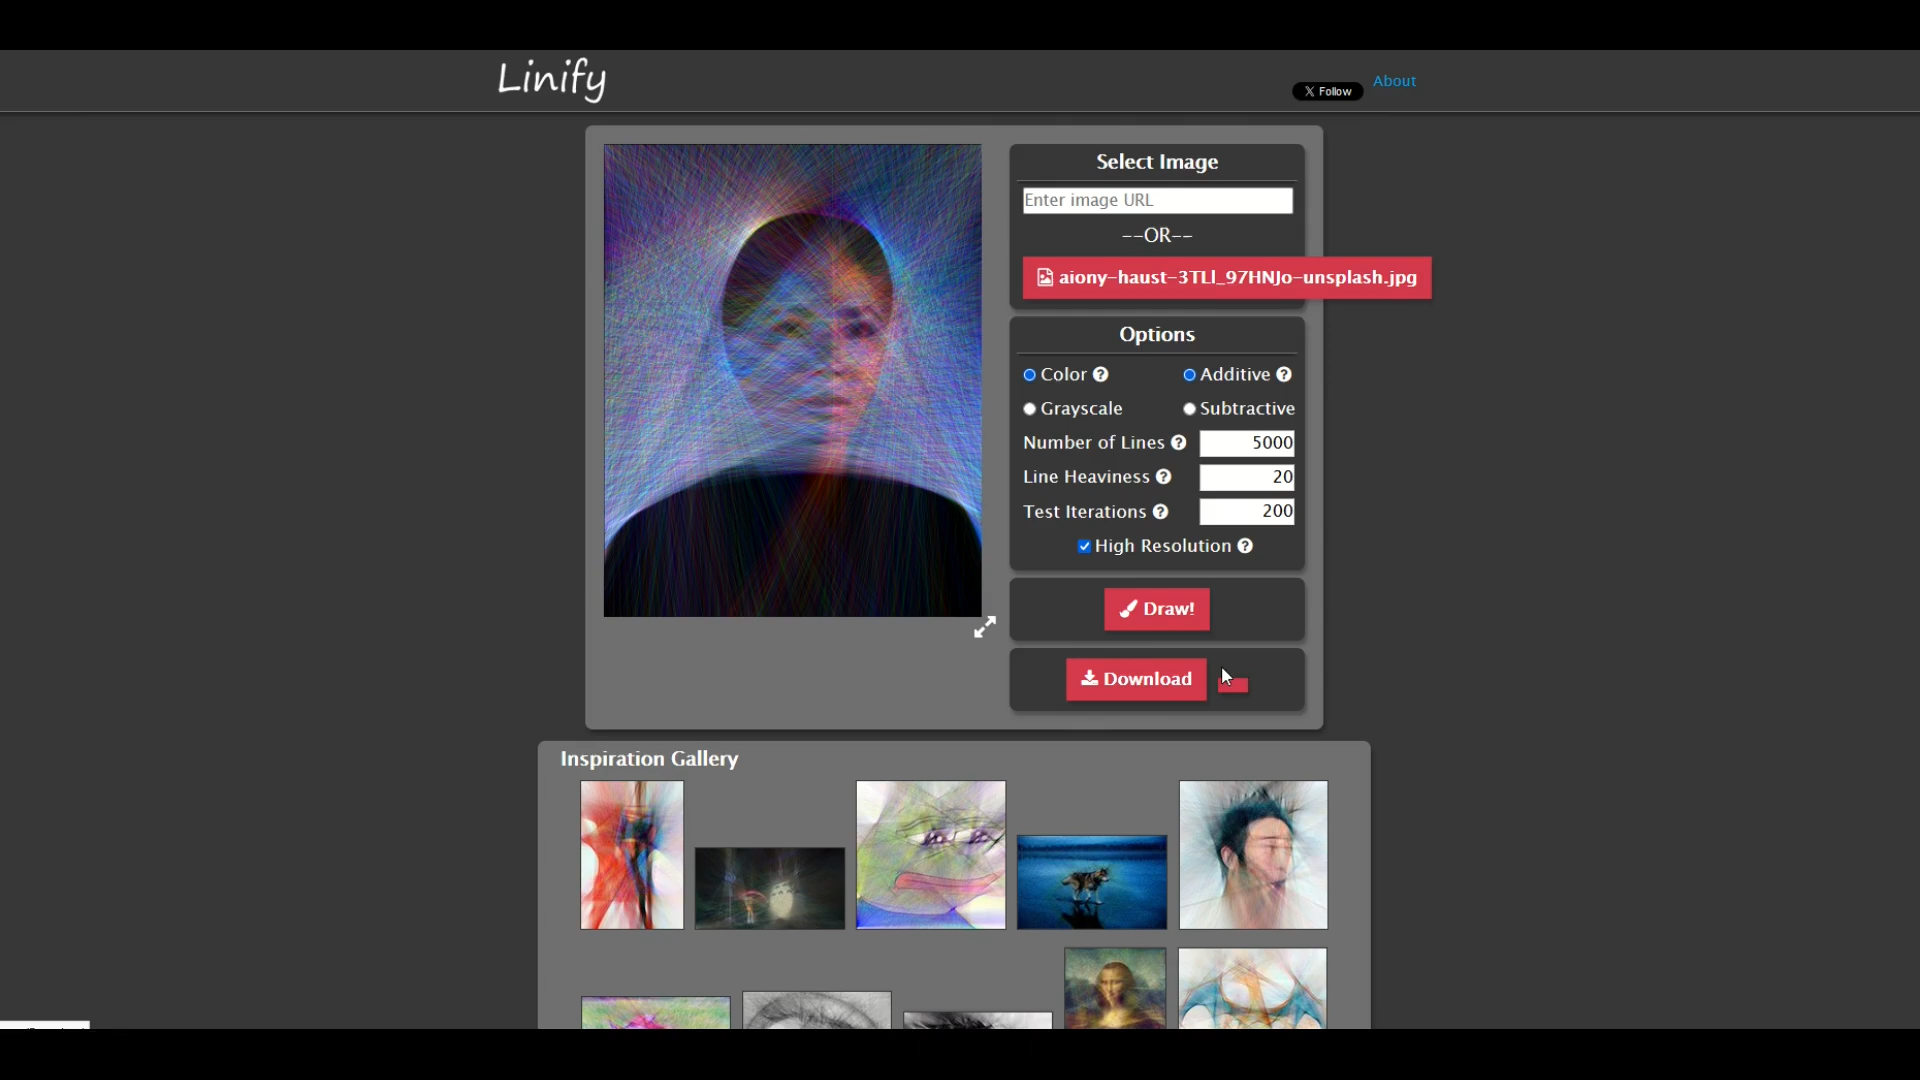 Linify
Follow
About
Select Image
Enter image URL
--OR--
aiony-haust-3TLl_97HNJo-unsplash.jpg
Options
Color
Additive
Grayscale
Subtractive
Number of Lines
5000
Line Heaviness
20
Test Iterations
200
High Resolution
Draw!
Download
Inspiration Gallery